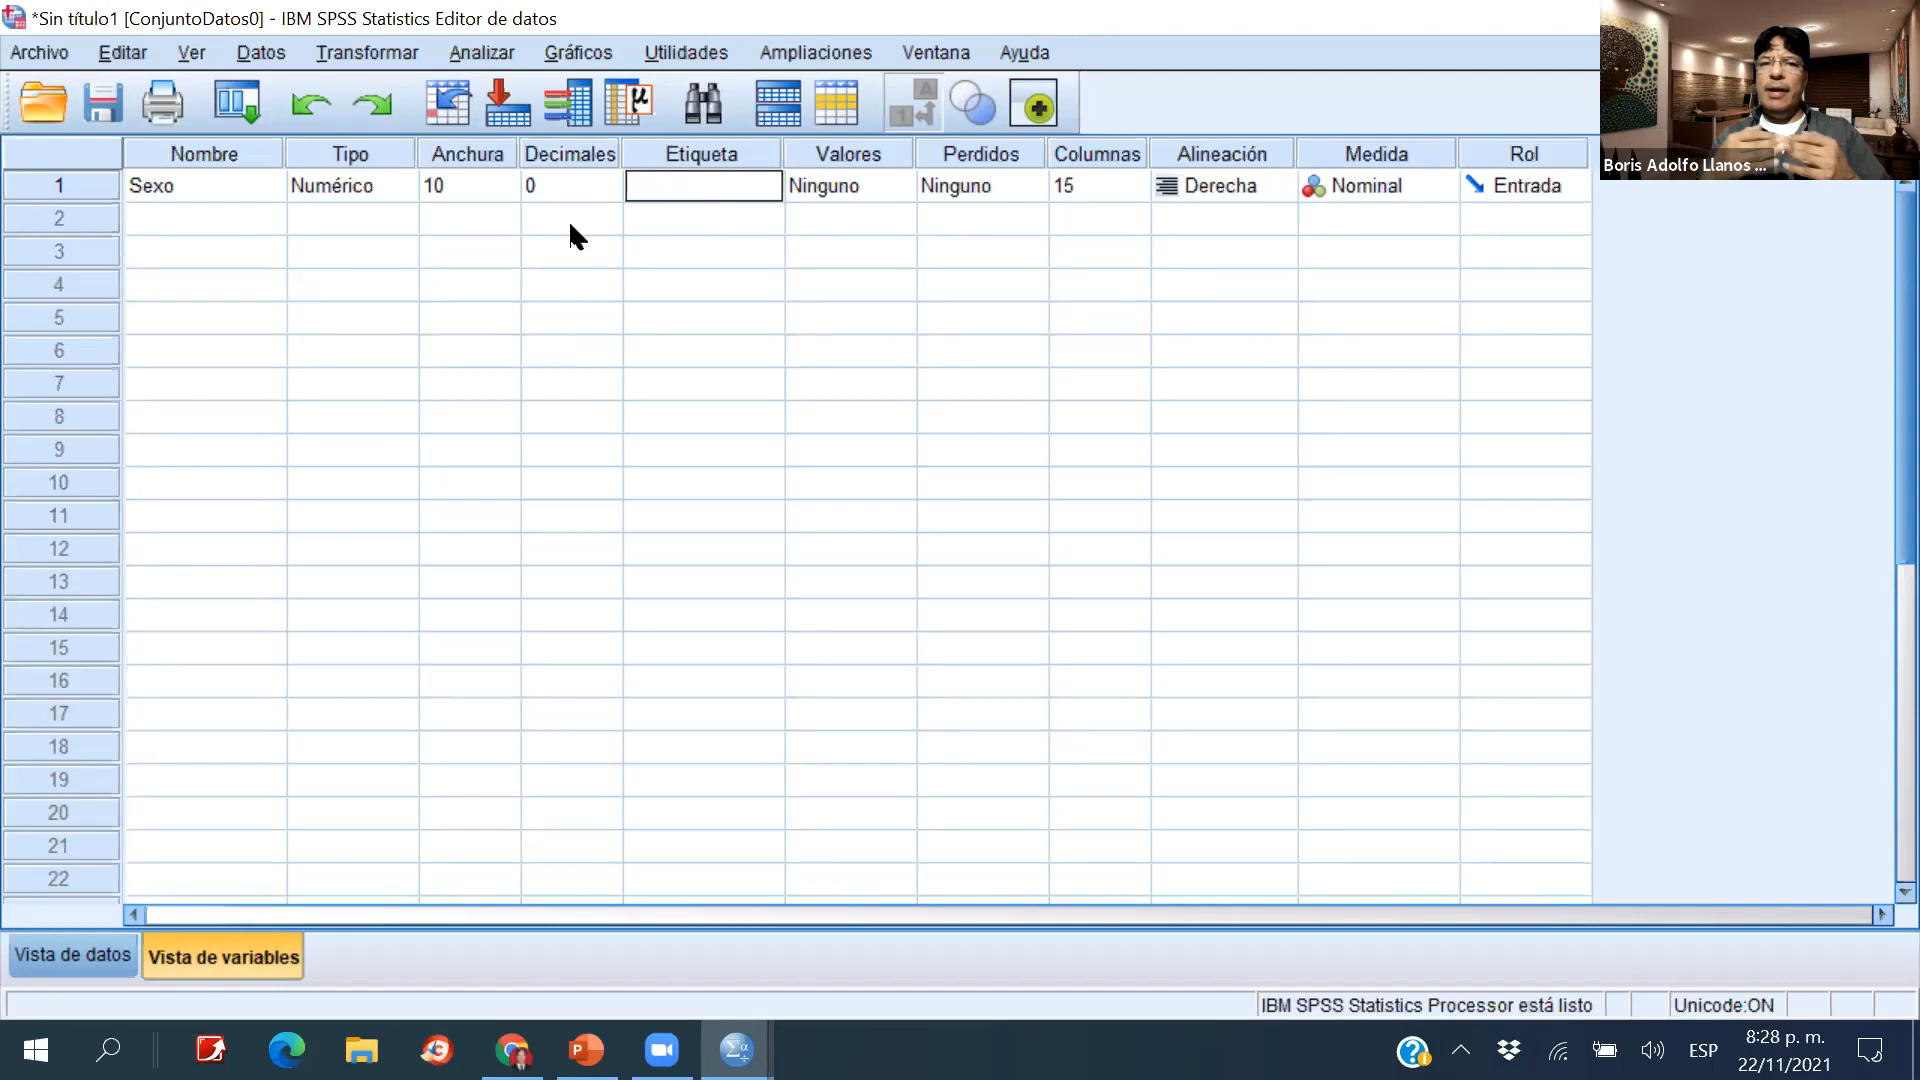 *Sin título1 [ConjuntoDatos0] - IBM SPSS Statistics Editor de datos
Archivo Editar Ver Datos Transformar Analizar Gráficos Utilidades Ampliaciones Ventana Ayuda
Nombre Tipo Anchura Decimales Etiqueta Valores Perdidos Columnas Alineación Medida Rol
1 Sexo Numérico 10 0 Ninguno Ninguno 15 Derecha Nominal Entrada
2
3
4
5
6
7
8
9
10
11
12
13
14
15
16
17
18
19
20
21
22
Boris Adolfo Llanos ...
Vista de datos Vista de variables
IBM SPSS Statistics Processor está listo Unicode:ON
ESP
8:28 p. m.
22/11/2021